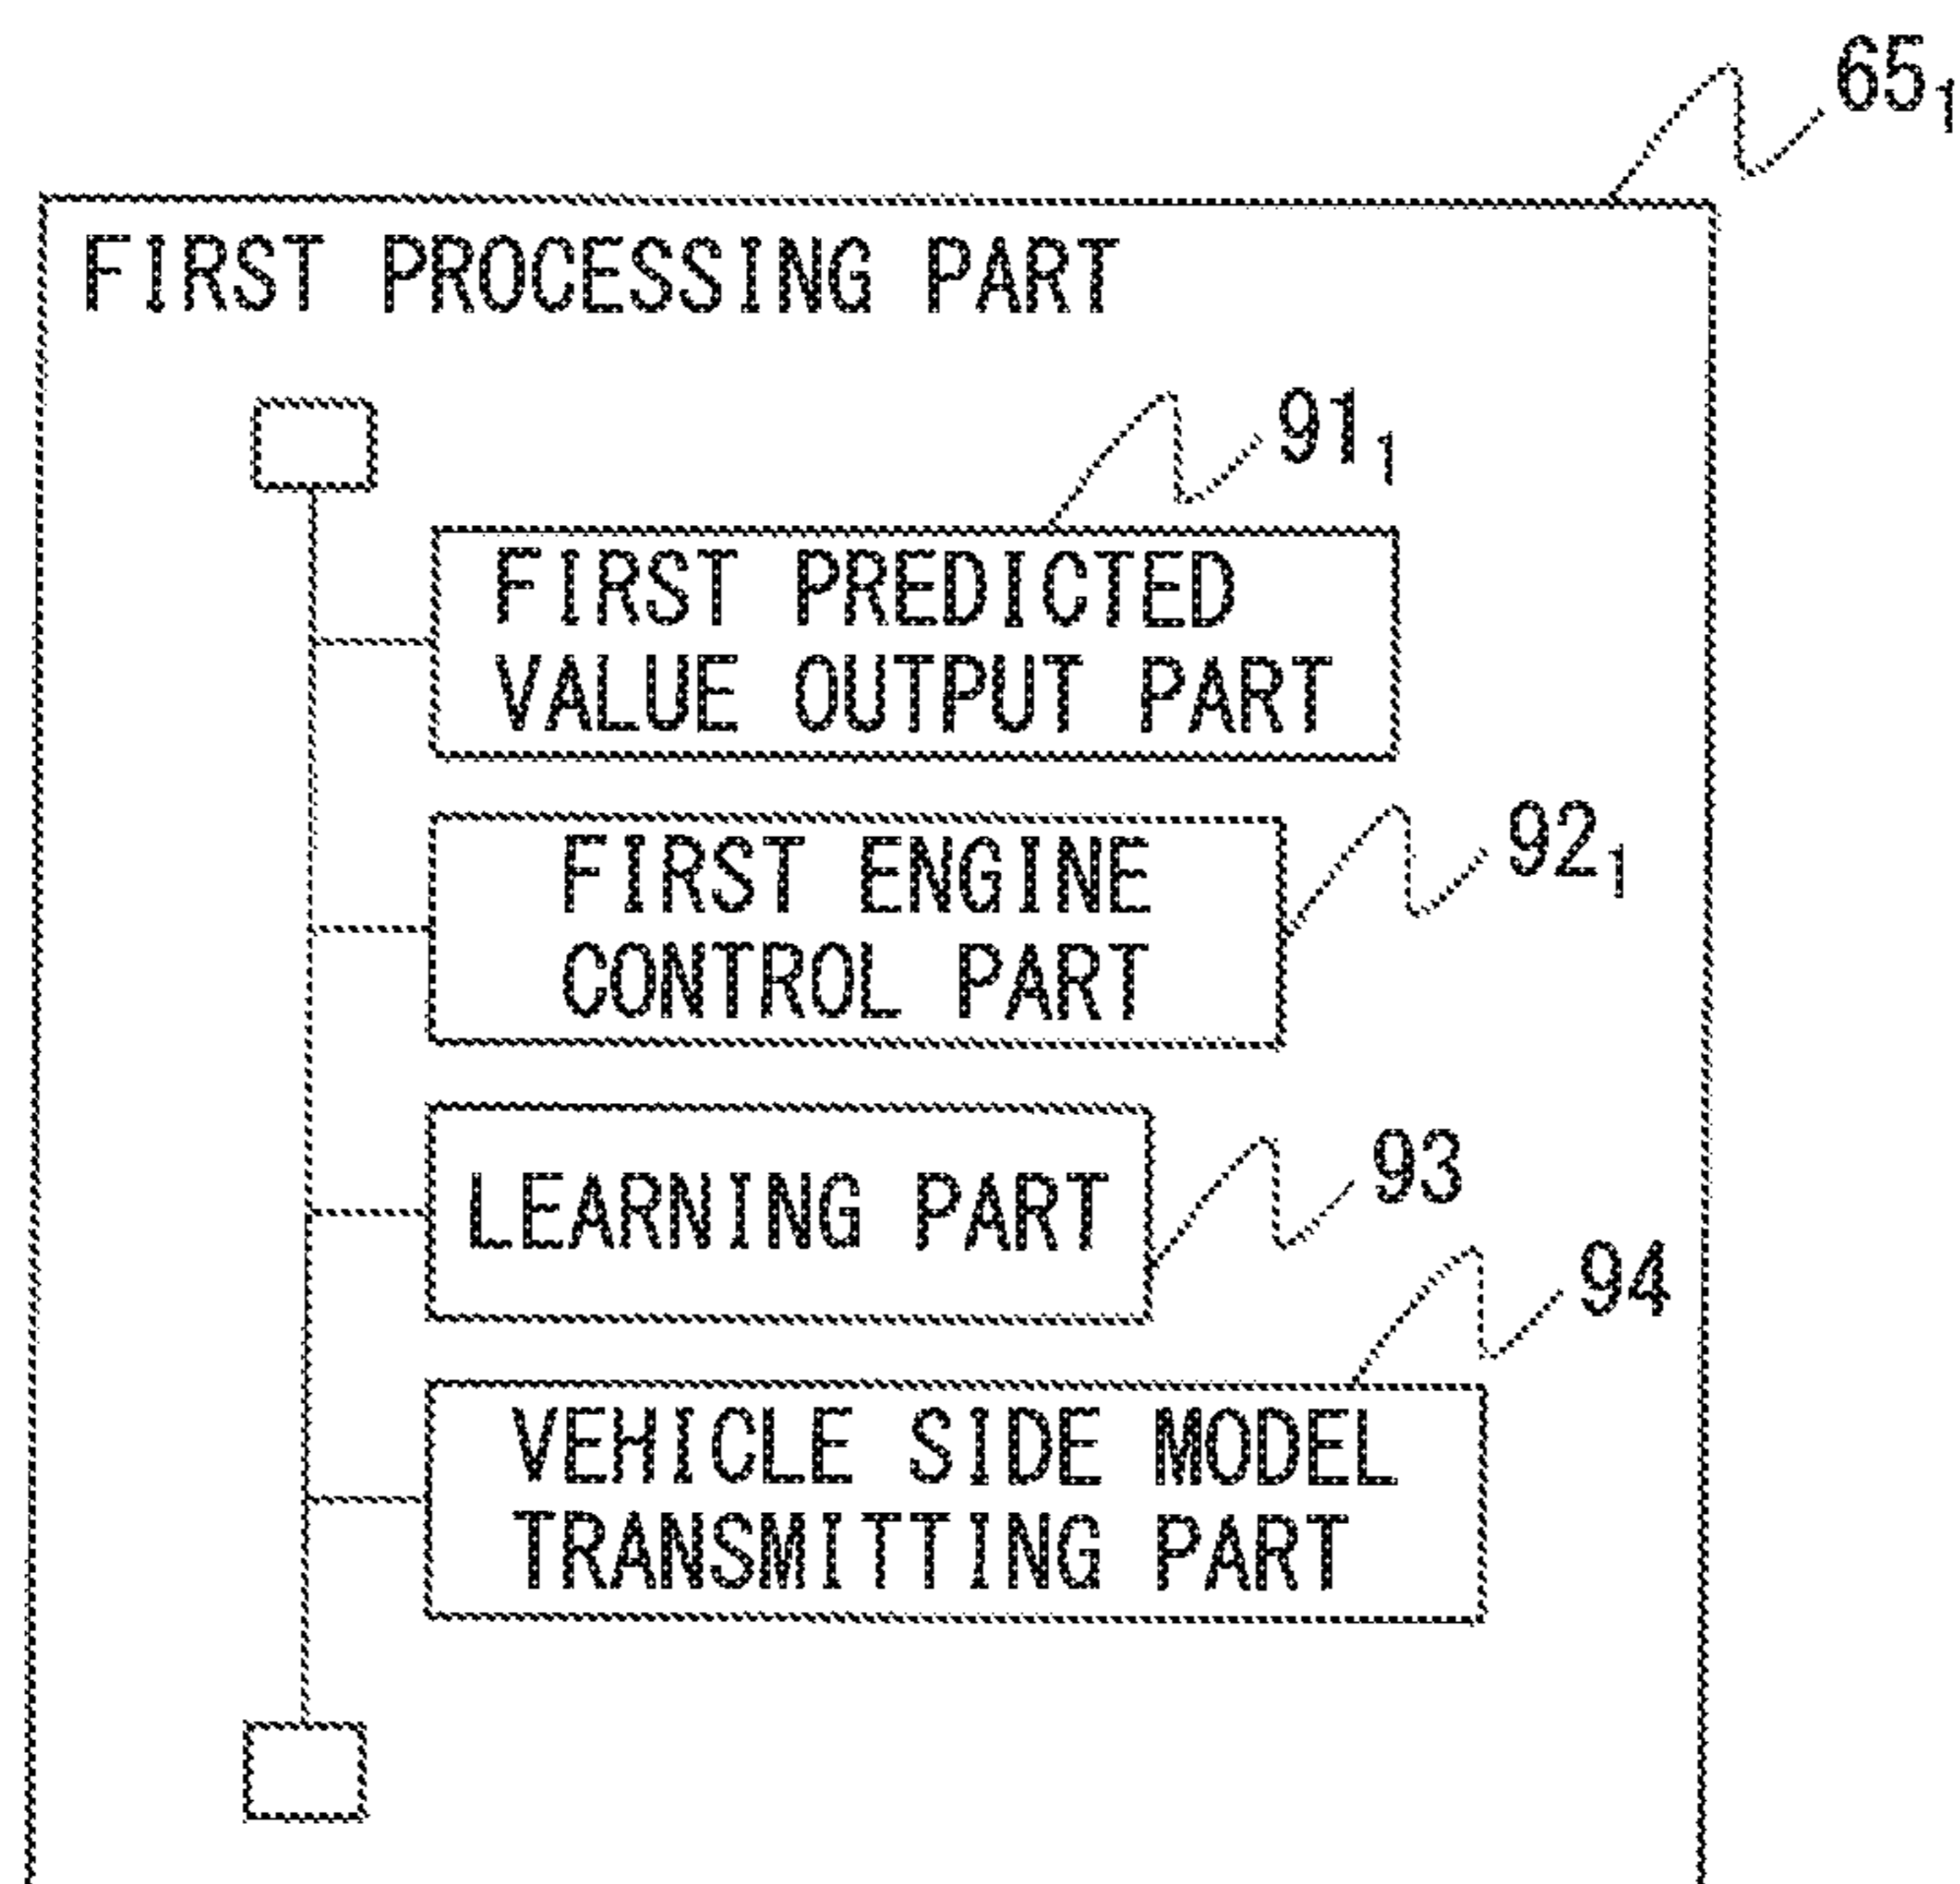 65₁
FIRST PROCESSING PART
91₁
FIRST PREDICTED
VALUE OUTPUT PART
92₁
FIRST ENGINE
CONTROL PART
93
LEARNING PART
94
VEHICLE SIDE MODEL
TRANSMITTING PART